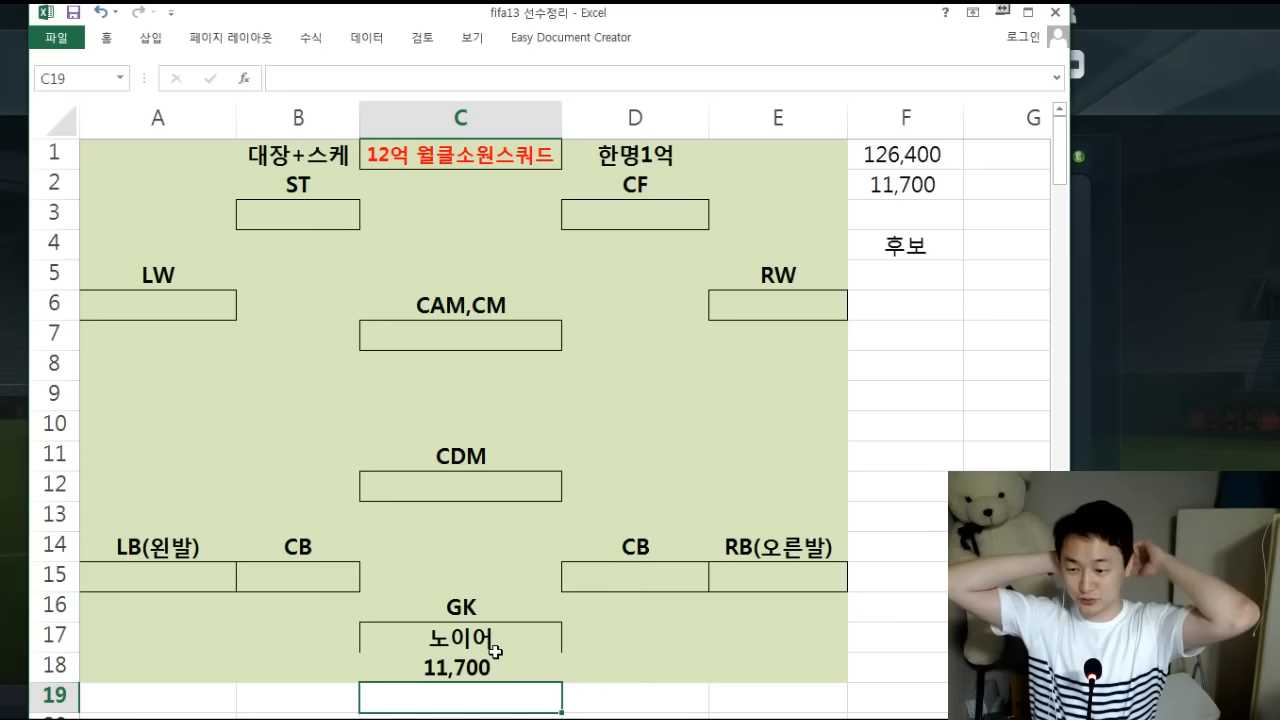 fifa13 선수정리 - Excel
?
파일 홈 삽입 페이지 레이아웃 수식 데이터 검토 보기 Easy Document Creator 로그인
C19 fx
A B C D E F G
1 대장+스케 12억 월클소원스쿼드 한명1억 126,400
2 ST CF 11,700
3
4 후보
5 LW RW
6 CAM,CM
7
8
9
10
11 CDM
12
13
14 LB(왼발) CB CB RB(오른발)
15
16 GK
17 노이어
18 11,700
19